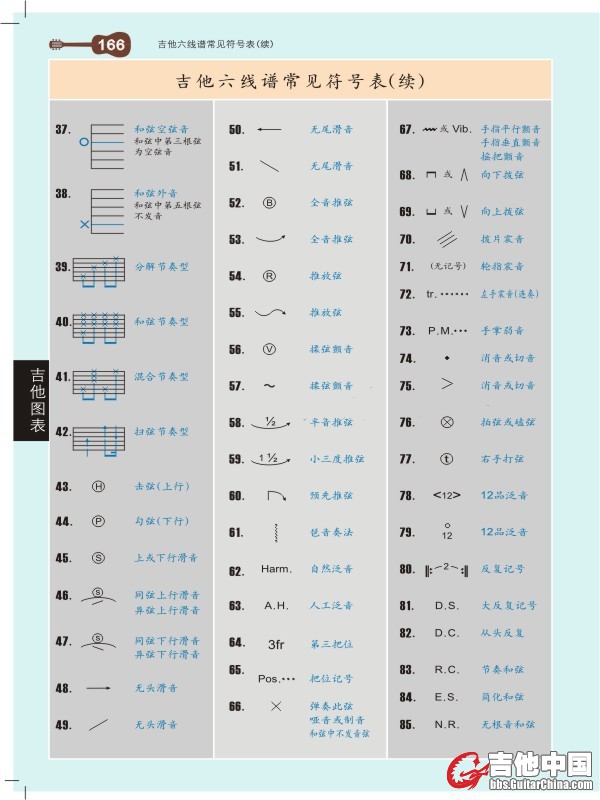 166
吉他六线谱常见符号表(续)
吉他六线谱常见符号表(续)
吉他图表
37. 和弦空弦音
和弦中第三根弦
为空弦音
38. 和弦外音
和弦中第五根弦
不发音
39. 分解节奏型
40. 和弦节奏型
41. 混合节奏型
42. 扫弦节奏型
43. H 击弦(上行)
44. P 勾弦(下行)
45. S 上或下行滑音
46. S 同弦上行滑音
异弦上行滑音
47. S 同弦下行滑音
异弦下行滑音
48. 无头滑音
49. 无头滑音
50. 无尾滑音
51. 无尾滑音
52. B 全音推弦
53. 全音推弦
54. R 推放弦
55. 推放弦
56. V 揉弦颤音
57. ～ 揉弦颤音
58. ½ 半音推弦
59. 1½ 小三度推弦
60. 预先推弦
61. 琶音奏法
62. Harm. 自然泛音
63. A.H. 人工泛音
64. 3fr 第三把位
65. Pos.··· 把位记号
66. × 弹奏此弦
哑音或制音
和弦中不发音弦
67. 或 Vib. 手指平行颤音
手指垂直颤音
摇把颤音
68. 或 向下拨弦
69. 或 向上拨弦
70. 拨片震音
71. (无记号) 轮指震音
72. tr. ······ 左手震音(连奏)
73. P.M.··· 手掌弱音
74. 消音或切音
75. > 消音或切音
76. 拍弦或磕弦
77. t 右手打弦
78. <12> 12品泛音
79. 12 12品泛音
80. 2 反复记号
81. D.S. 大反复记号
82. D.C. 从头反复
83. R.C. 节奏和弦
84. E.S. 简化和弦
85. N.R. 无根音和弦
吉他中国
bbs.GuitarChina.com